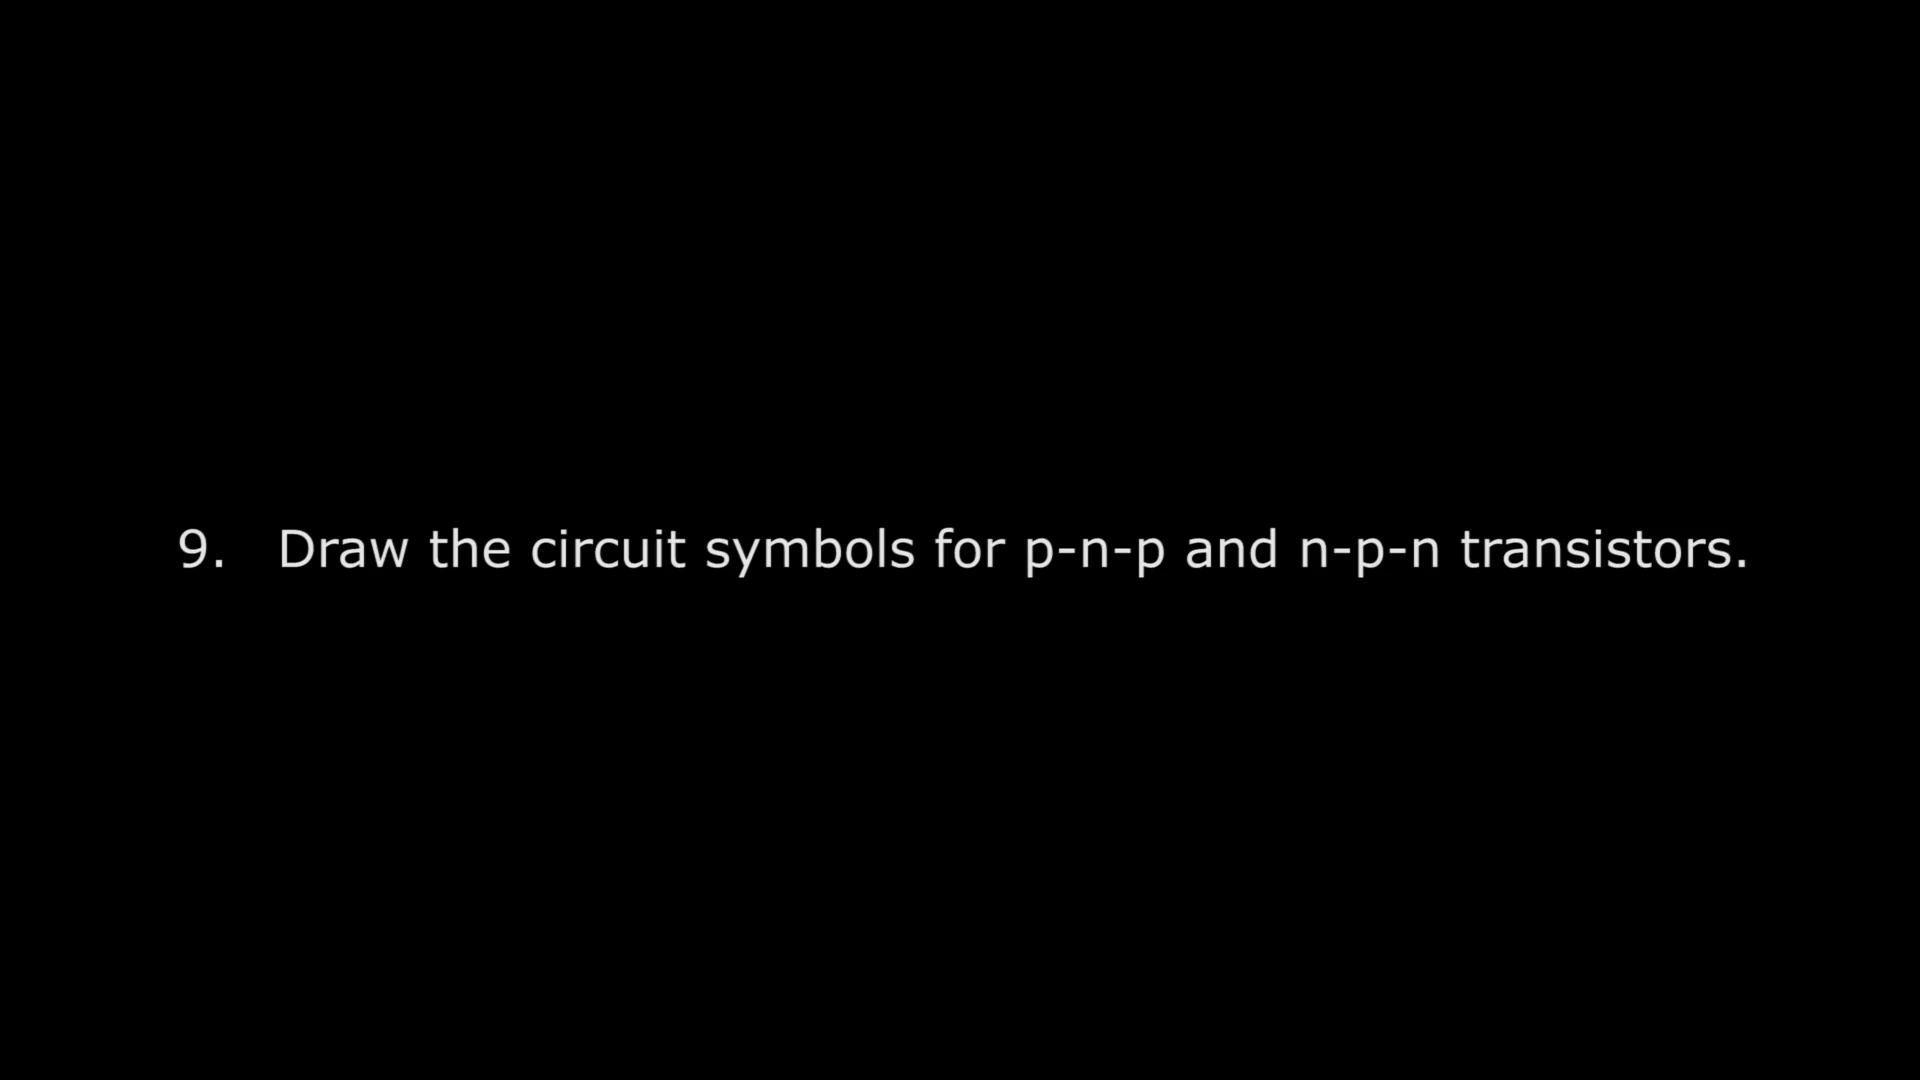 9. Draw the circuit symbols for p-n-p and n-p-n transistors.